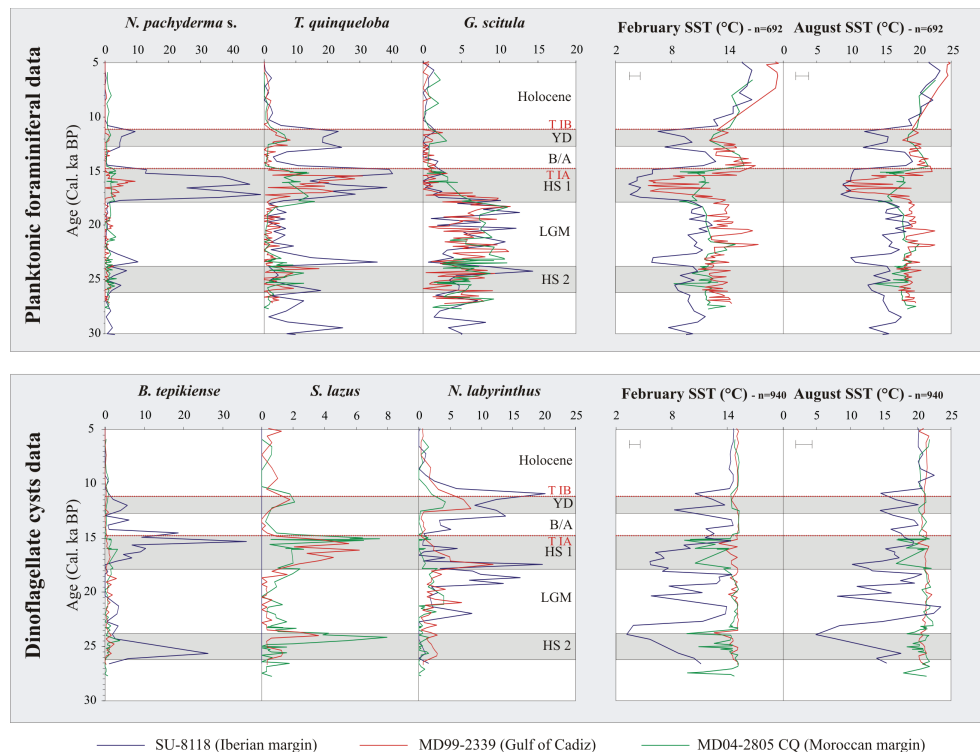 N. pachyderma s. T. quinqueloba G. scitula February SST (°C) - n=692 August SST (°C) - n=692
0 10 20 30 40 0 10 20 30 40 0 5 10 15 20 2 8 14 0 5 10 15 20 25
Planktonic foraminiferal data
Age (Cal. ka BP)
5
Holocene
10
T IB
YD
B/A
15
T IA
HS 1
20
LGM
25
HS 2
30
B. tepikiense S. lazus N. labyrinthus February SST (°C) - n=940 August SST (°C) - n=940
0 10 20 30 0 2 4 6 8 0 5 10 15 20 25 2 8 14 0 5 10 15 20 25
Dinoflagellate cysts data
Age (Cal. ka BP)
5
Holocene
10
T IB
YD
B/A
15
T IA
HS 1
20
LGM
25
HS 2
30
SU-8118 (Iberian margin) MD99-2339 (Gulf of Cadiz) MD04-2805 CQ (Moroccan margin)